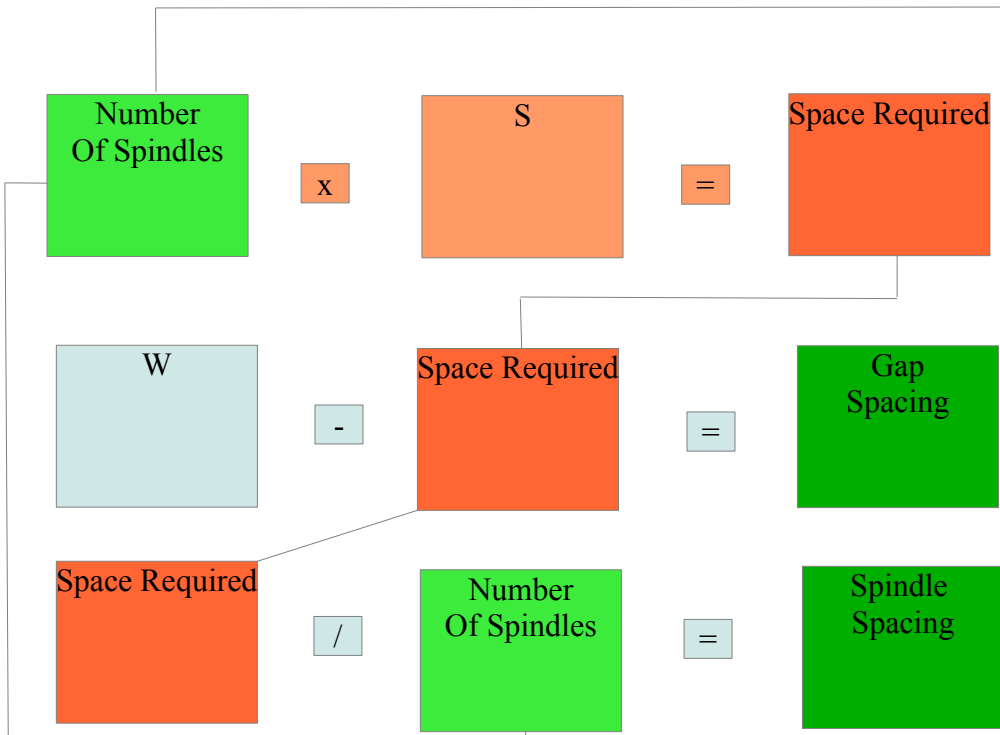 Number
Of Spindles
x
S
=
Space Required
W
-
Space Required
=
Gap
Spacing
Space Required
/
Number
Of Spindles
=
Spindle
Spacing